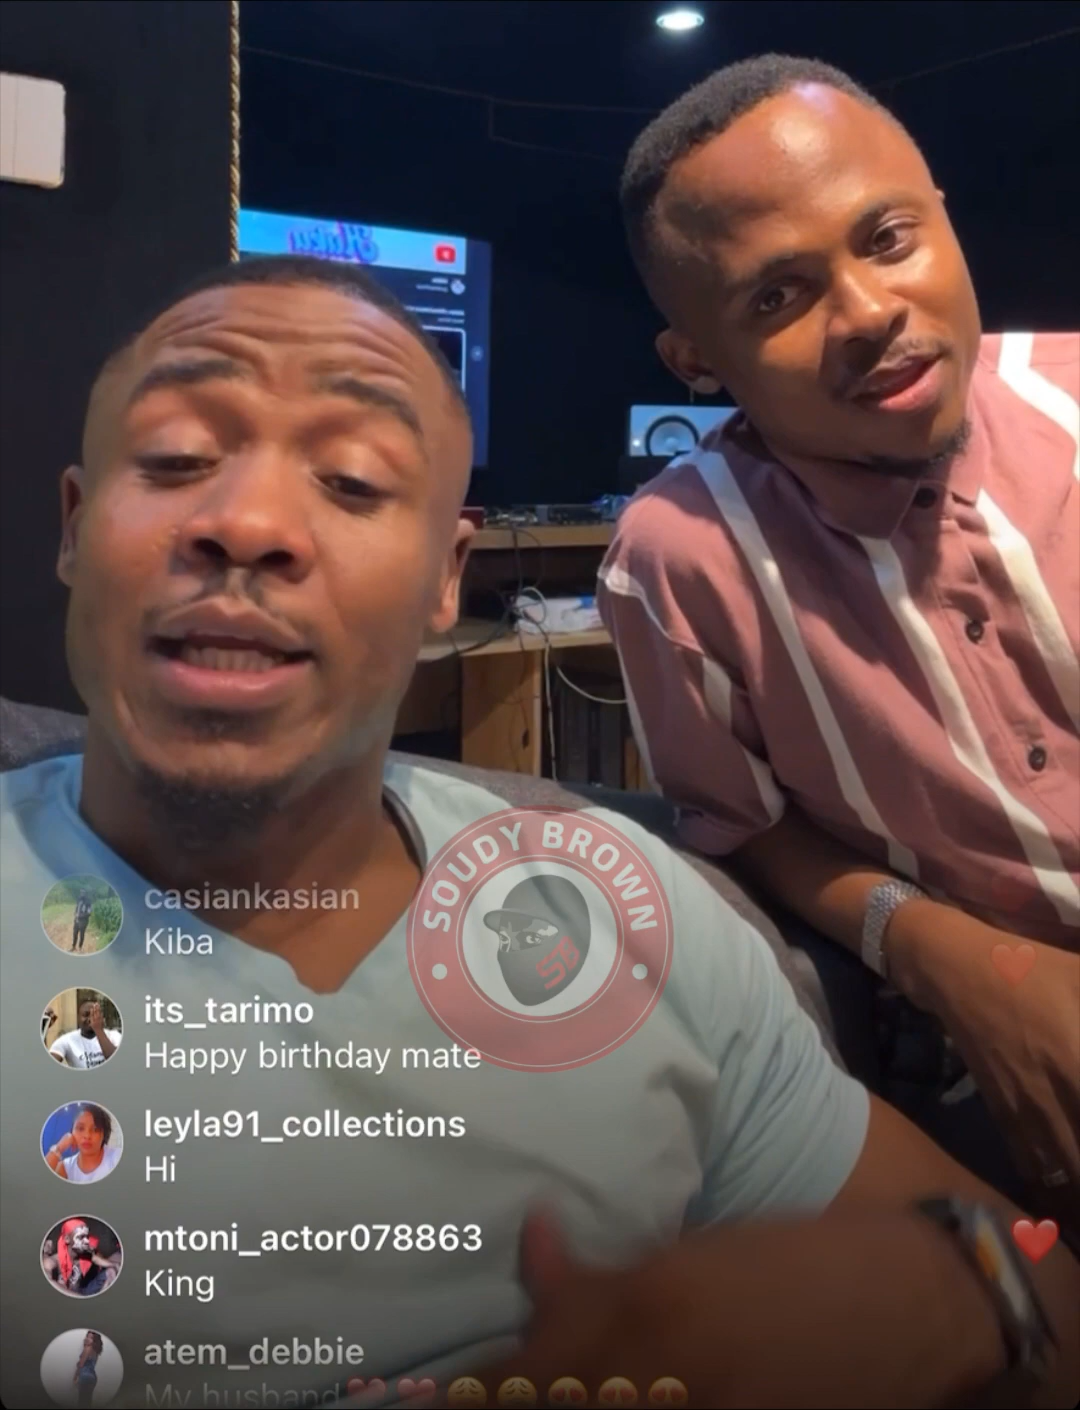 SOUDY BROWN
SB
casiankasian
Kiba
its_tarimo
Happy birthday mate
leyla91_collections
Hi
mtoni_actor078863
King
atem_debbie
My husband❤️❤️😩😩😍😍😍